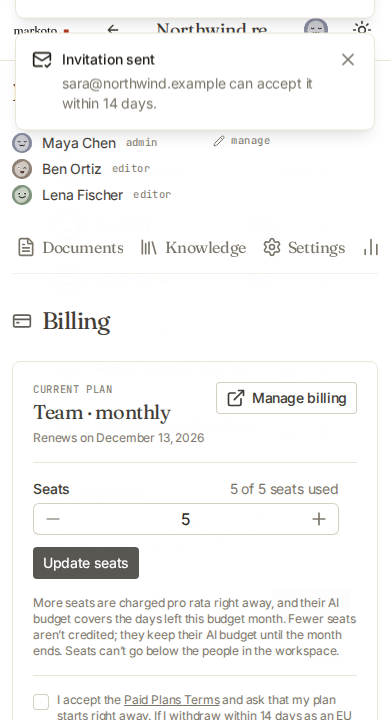 markoto
Northwind re
Invitation sent
sara@northwind.example can accept it
within 14 days.
Maya Chen admin
manage
Ben Ortiz editor
Lena Fischer editor
Documents Knowledge Settings
Billing
CURRENT PLAN
Team · monthly
Manage billing
Renews on December 13, 2026
Seats
5 of 5 seats used
5
Update seats
More seats are charged pro rata right away, and their AI
budget covers the days left this budget month. Fewer seats
aren't credited; they keep their AI budget until the month
ends. Seats can't go below the people in the workspace.
I accept the Paid Plans Terms and ask that my plan
starts right away. If I withdraw within 14 days as an EU